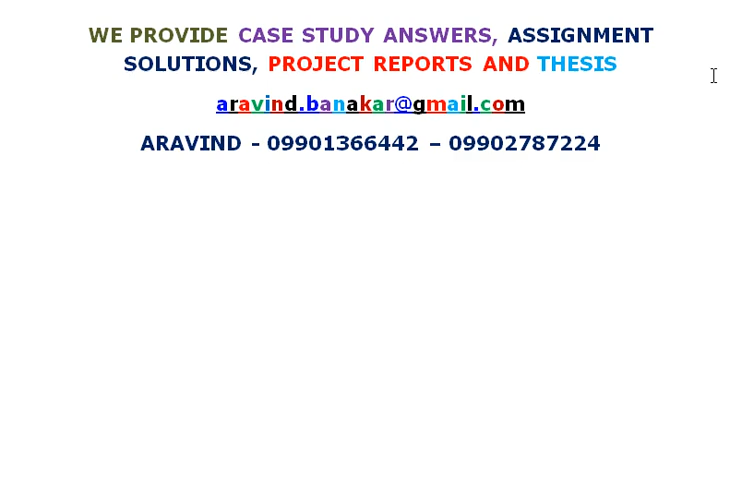 WE PROVIDE CASE STUDY ANSWERS, ASSIGNMENT
SOLUTIONS, PROJECT REPORTS AND THESIS
aravind.banakar@gmail.com
ARAVIND - 09901366442 – 09902787224